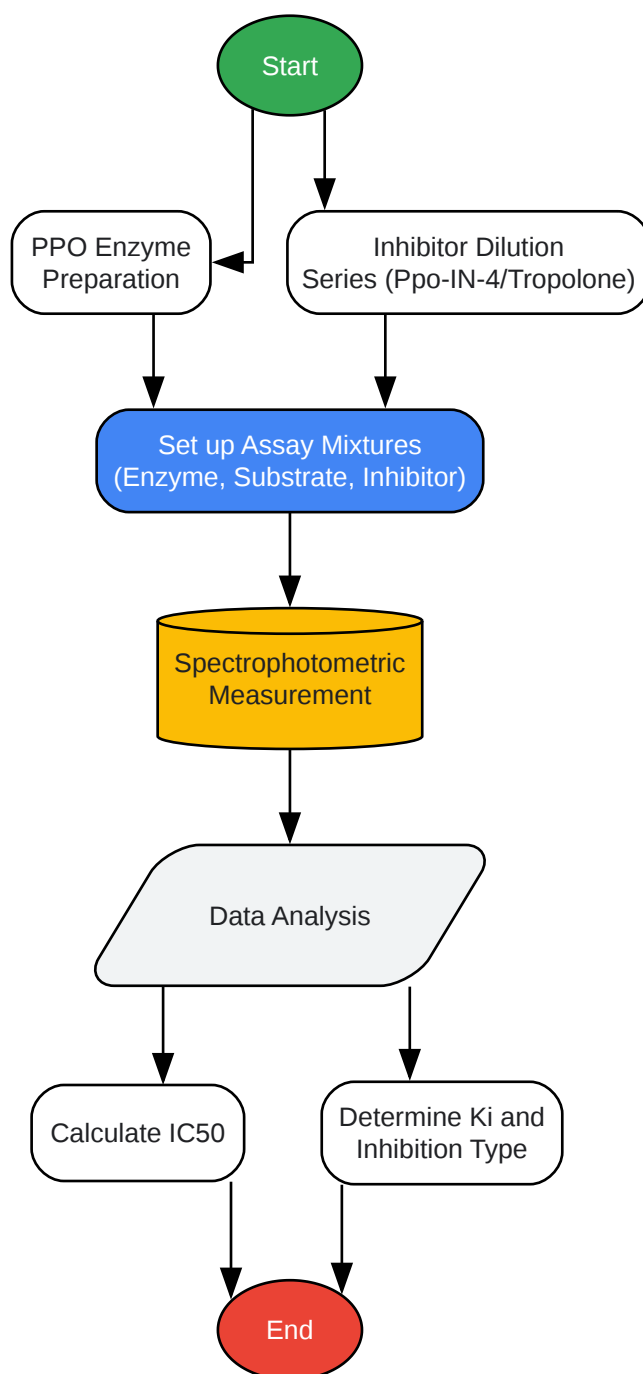 Start
PPO Enzyme
Preparation
Inhibitor Dilution
Series (Ppo-IN-4/Tropolone)
Set up Assay Mixtures
(Enzyme, Substrate, Inhibitor)
Spectrophotometric
Measurement
Data Analysis
Calculate IC50
Determine Ki and
Inhibition Type
End